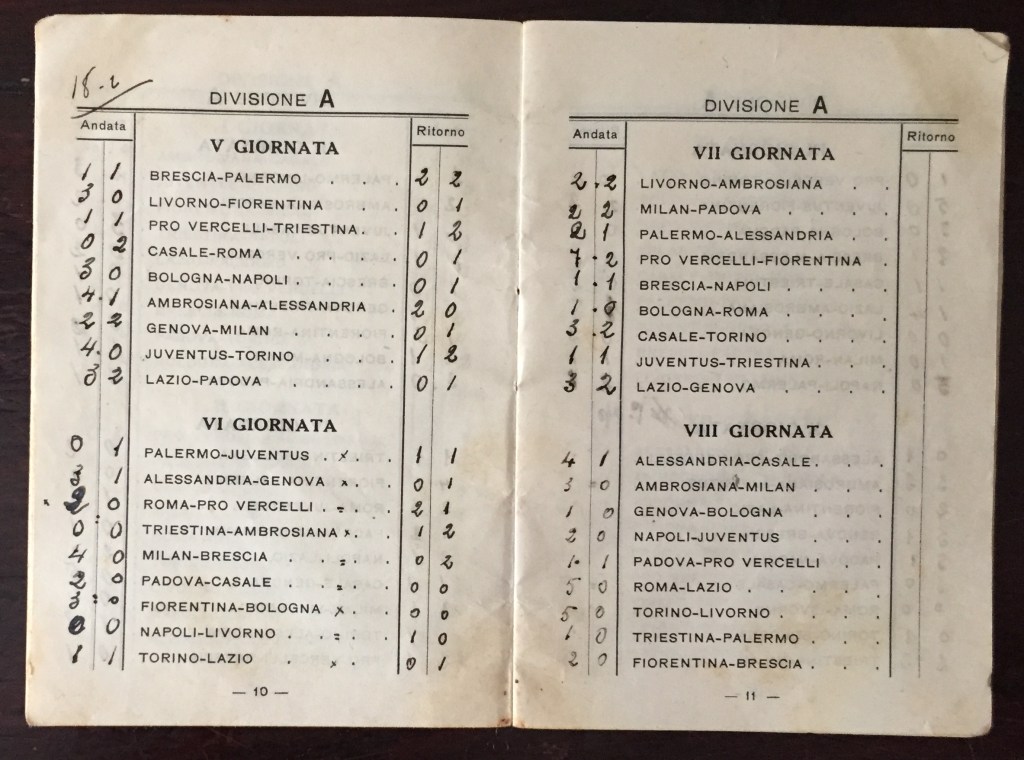 18-2
DIVISIONE A
Andata
Ritorno
V GIORNATA
1 1 BRESCIA-PALERMO . . . 2 2
3 0 LIVORNO-FIORENTINA . . . 0 1
1 1 PRO VERCELLI-TRIESTINA . . 1 2
0 2 CASALE-ROMA . . . . 0 1
3 0 BOLOGNA-NAPOLI . . . . 0 1
4.1 AMBROSIANA-ALESSANDRIA . 2 0
2 2 GENOVA-MILAN . . . . 0 1
4.0 JUVENTUS-TORINO . . . . 1 2
3 2 LAZIO-PADOVA . . . . 0 1
VI GIORNATA
0 1 PALERMO-JUVENTUS . x . . 1 1
3 1 ALESSANDRIA-GENOVA x . . 0 1
2 0 ROMA-PRO VERCELLI . = . . 2 1
0:0 TRIESTINA-AMBROSIANA x . . 1 2
4 0 MILAN-BRESCIA . . = . . 0 2
2 0 PADOVA-CASALE . . = . . 0 0
3:0 FIORENTINA-BOLOGNA x . . 0 0
0 0 NAPOLI-LIVORNO . . = . . 1 0
1 1 TORINO-LAZIO . . x . . 0 1
— 10 —
DIVISIONE A
Andata
Ritorno
VII GIORNATA
2.2 LIVORNO-AMBROSIANA . .
2 2 MILAN-PADOVA . . . .
2 1 PALERMO-ALESSANDRIA . .
7.2 PRO VERCELLI-FIORENTINA .
1.1 BRESCIA-NAPOLI . . . .
1.0 BOLOGNA-ROMA . . . .
3.2 CASALE-TORINO . . . .
1 1 JUVENTUS-TRIESTINA . . .
3 2 LAZIO-GENOVA . . . .
VIII GIORNATA
4 1 ALESSANDRIA-CASALE . . .
3 0 AMBROSIANA-MILAN . . .
1 0 GENOVA-BOLOGNA . . .
2 0 NAPOLI-JUVENTUS . . .
1.1 PADOVA-PRO VERCELLI . . .
5 0 ROMA-LAZIO . . . . .
5 0 TORINO-LIVORNO . . . .
1 0 TRIESTINA-PALERMO . . .
2 0 FIORENTINA-BRESCIA . . .
— 11 —